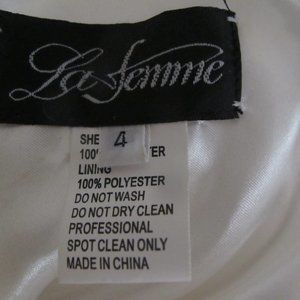 La Femme
4
SHE
100
LINING
100% POLYESTER
DO NOT WASH
DO NOT DRY CLEAN
PROFESSIONAL
SPOT CLEAN ONLY
MADE IN CHINA